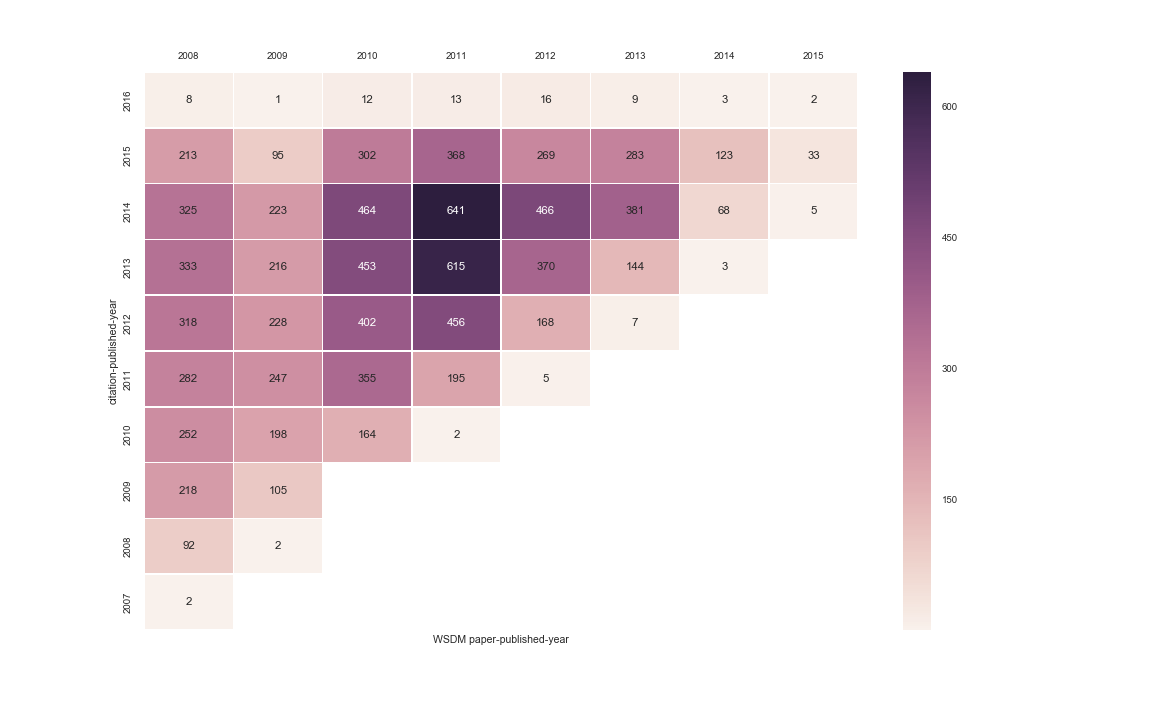 2008 2009 2010 2011 2012 2013 2014 2015
2016 8 1 12 13 16 9 3 2
600
2015 213 95 302 368 269 283 123 33
2014 325 223 464 641 466 381 68 5
450
2013 333 216 453 615 370 144 3
2012 318 228 402 456 168 7
citation-published-year
300
2011 282 247 355 195 5
2010 252 198 164 2
2009 218 105
150
2008 92 2
2007 2
WSDM paper-published-year